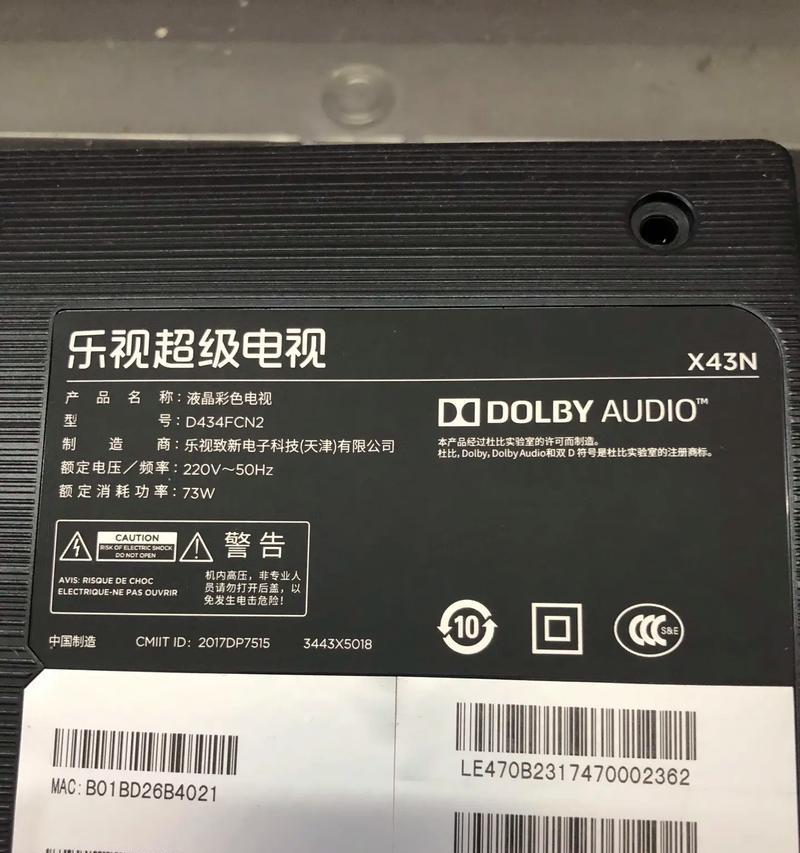 乐视超级电视
X43N
产品名称：液晶彩色电视
型号：D434FCN2
制造商：乐视致新电子科技(天津)有限公司
额定电压／频率：220V～50Hz
额定消耗功率：73W
DOLBY AUDIO™
本产品经过杜比实验室的许可而制造。
杜比, Dolby, Dolby Audio和双 D 符号是杜比实验室的注册商标。
CAUTION
RISK OF ELECTRIC SHOCK
DO NOT OPEN
警告
AVIS: RISQUE DE CHOC
ELECTRIQUE-NE PAS OUVRIR
机内高压，非专业人
员请勿打开后盖，以
免发生电击危险！
中国制造
CMIIT ID：2017DP7515
3443X5018
10
CCC S&E
MAC: B01BD26B4021
LE470B2317470002362